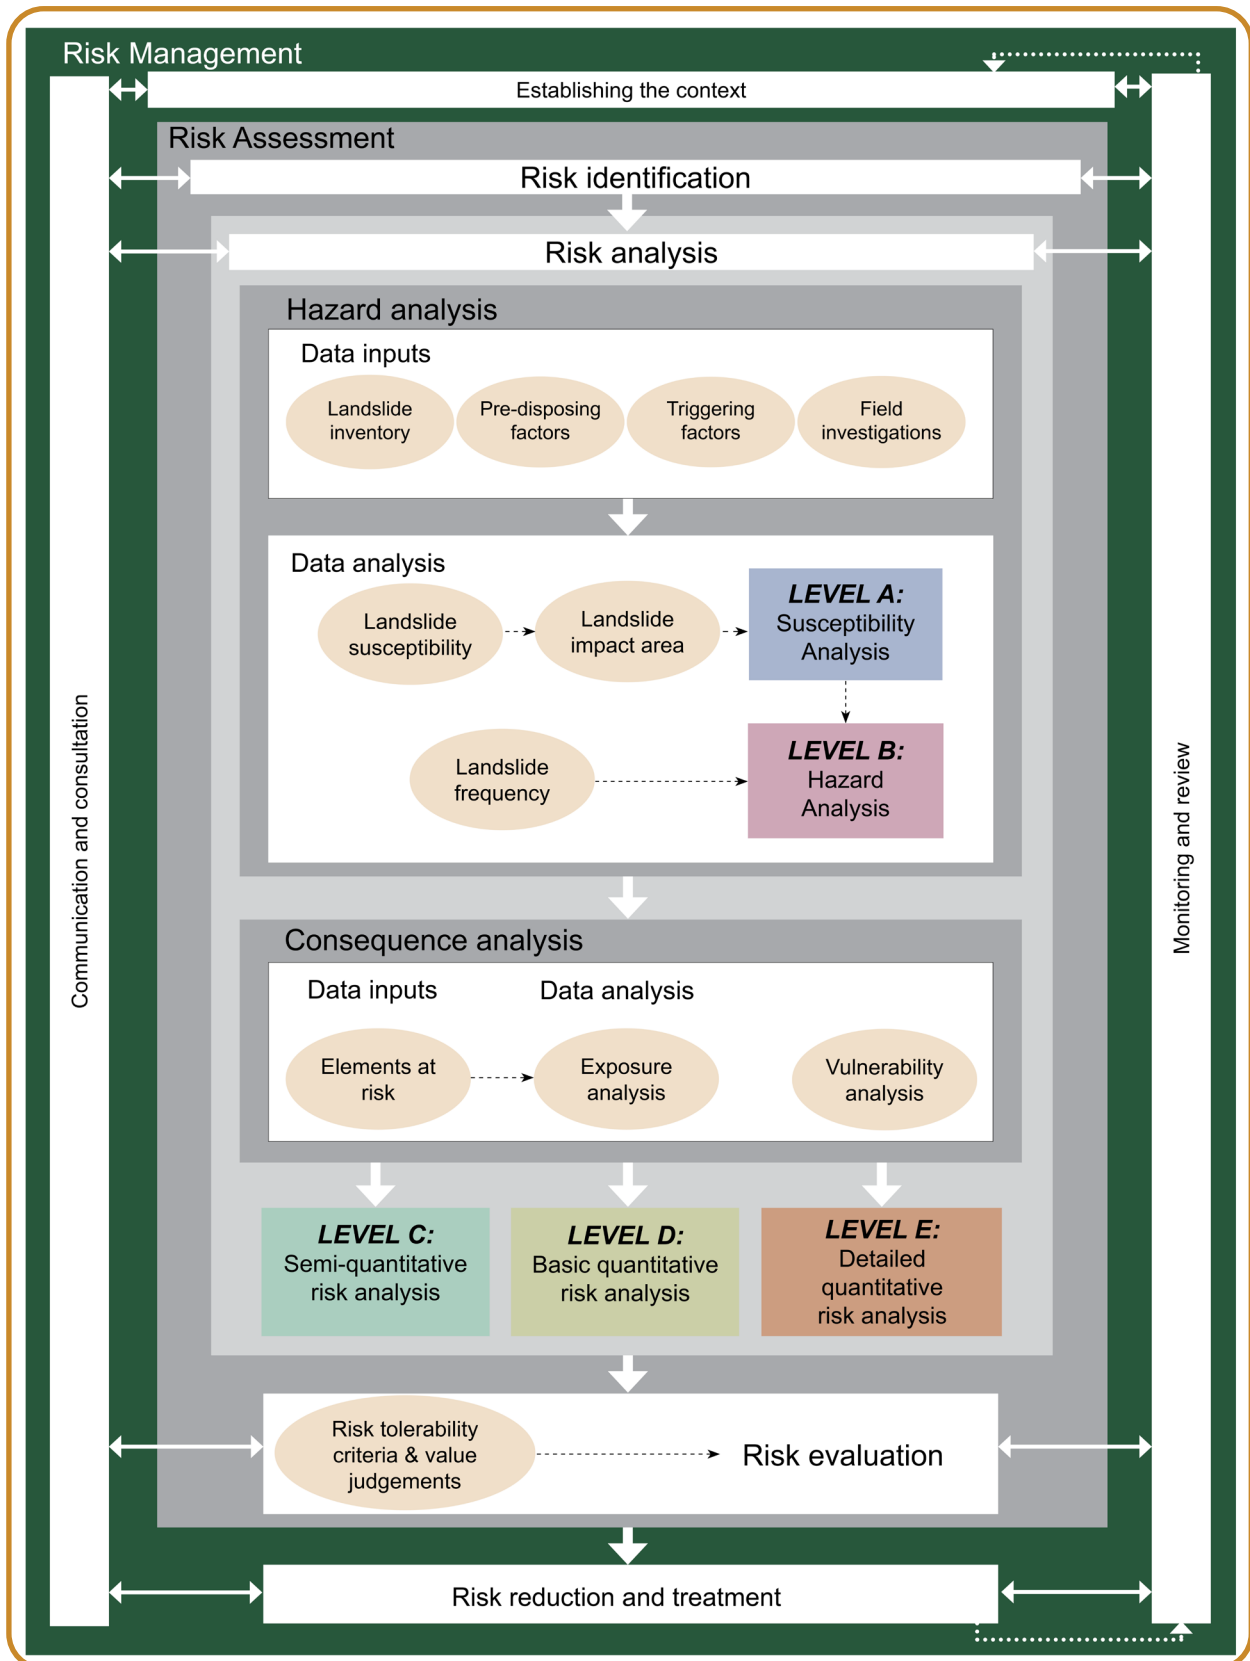 Risk Management
Establishing the context
Risk Assessment
Risk identification
Risk analysis
Hazard analysis
Data inputs
Landslide
inventory
Pre-disposing
factors
Triggering
factors
Field
investigations
Data analysis
Landslide
susceptibility
Landslide
impact area
LEVEL A:
Susceptibility
Analysis
Landslide
frequency
LEVEL B:
Hazard
Analysis
Communication and consultation
Monitoring and review
Consequence analysis
Data inputs
Data analysis
Elements at
risk
Exposure
analysis
Vulnerability
analysis
LEVEL C:
Semi-quantitative
risk analysis
LEVEL D:
Basic quantitative
risk analysis
LEVEL E:
Detailed
quantitative
risk analysis
Risk tolerability
criteria & value
judgements
Risk evaluation
Risk reduction and treatment